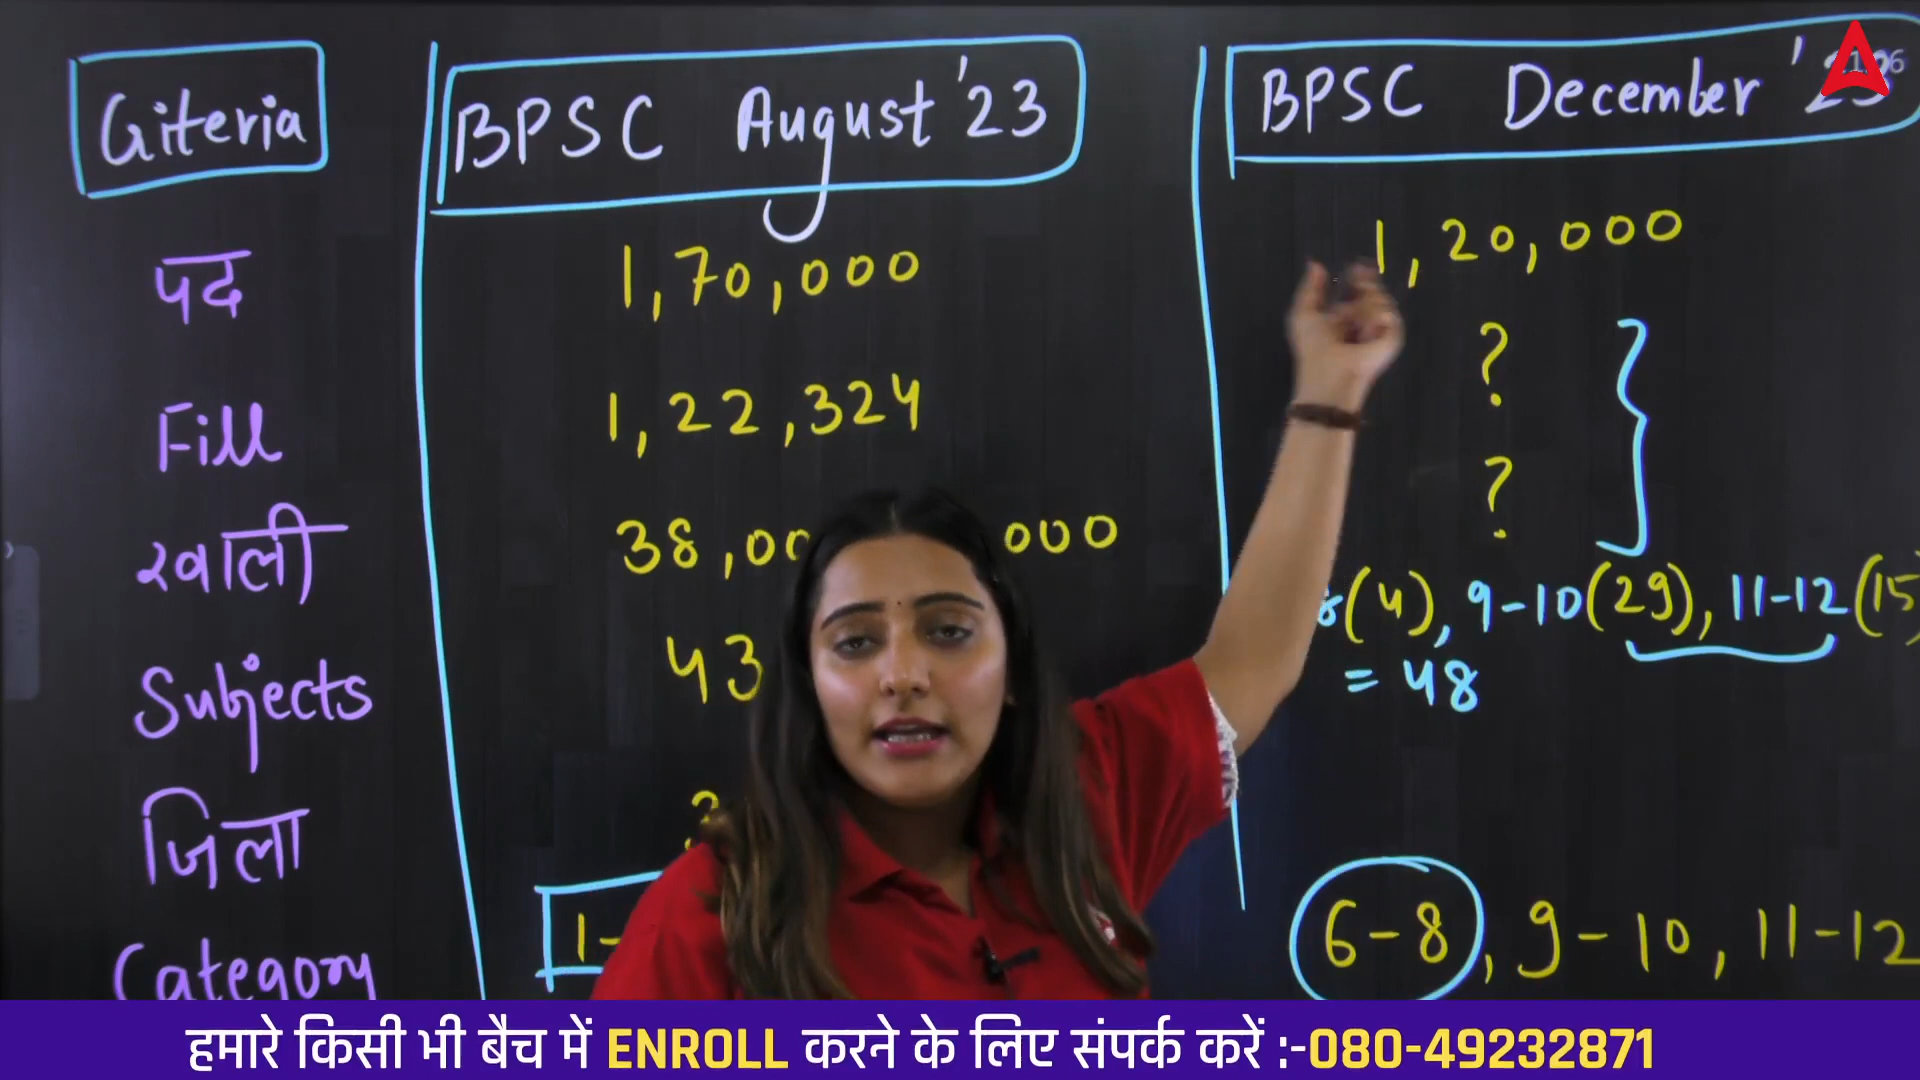 Criteria
BPSC August '23
BPSC December '23
पद
1,70,000
1,20,000
Fill
1,22,324
?
खाली
38,00
000
?
Subjects
43
(4), 9-10(29), 11-12(15)
= 48
जिला
3
Category
1-
6-8, 9-10, 11-12
हमारे किसी भी बैच में ENROLL करने के लिए संपर्क करें :-080-49232871